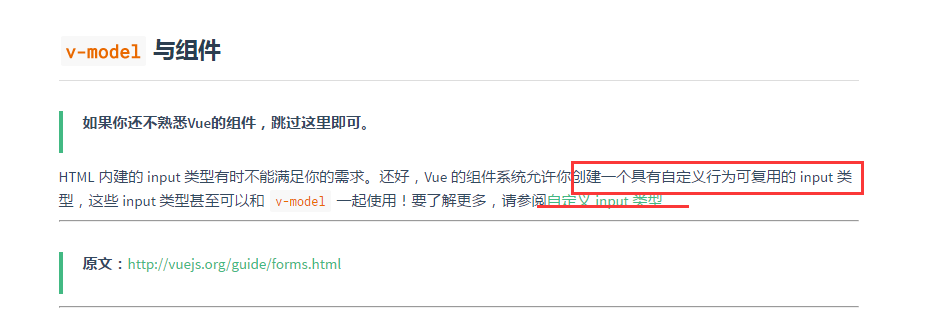 v-model 与组件
如果你还不熟悉Vue的组件，跳过这里即可。
HTML 内建的 input 类型有时不能满足你的需求。还好，Vue 的组件系统允许你创建一个具有自定义行为可复用的 input 类
型，这些 input 类型甚至可以和 v-model 一起使用！要了解更多，请参阅自定义 input 类型
原文：http://vuejs.org/guide/forms.html